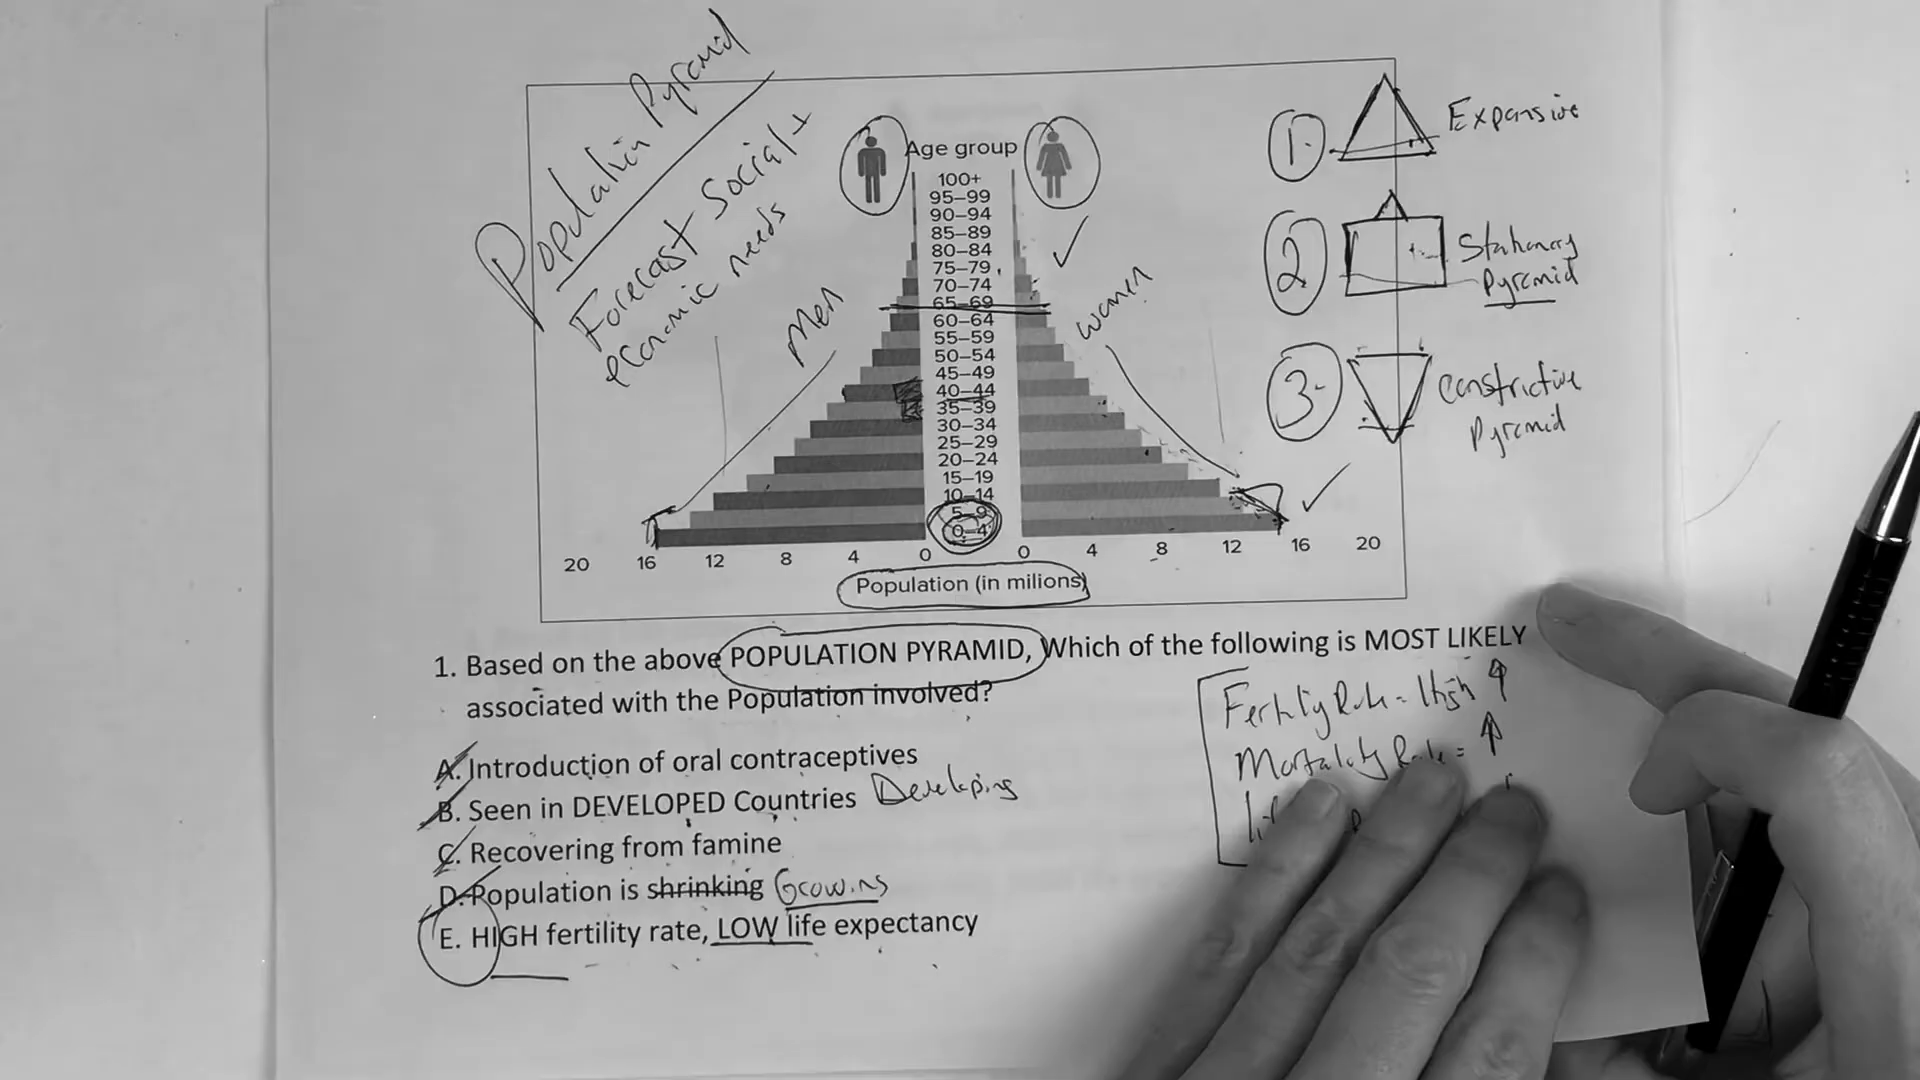 Population Pyramid
Forecast Social +
economic needs
Men
Women
Age group
100+
95–99
90–94
85–89
80–84
75–79
70–74
65–69
60–64
55–59
50–54
45–49
40–44
35–39
30–34
25–29
20–24
15–19
10–14
5–9
0–4
20 16 12 8 4 0 0 4 8 12 16 20
Population (in milions)
1. Expansive
2 Stationary
Pyramid
3. Constrictive
Pyramid
1. Based on the above POPULATION PYRAMID, Which of the following is MOST LIKELY
associated with the Population involved?
A. Introduction of oral contraceptives
B. Seen in DEVELOPED Countries Developing
C. Recovering from famine
D. Population is shrinking Growing
E. HIGH fertility rate, LOW life expectancy
Fertility Rate = High ↑
Mortality Rate = ↑